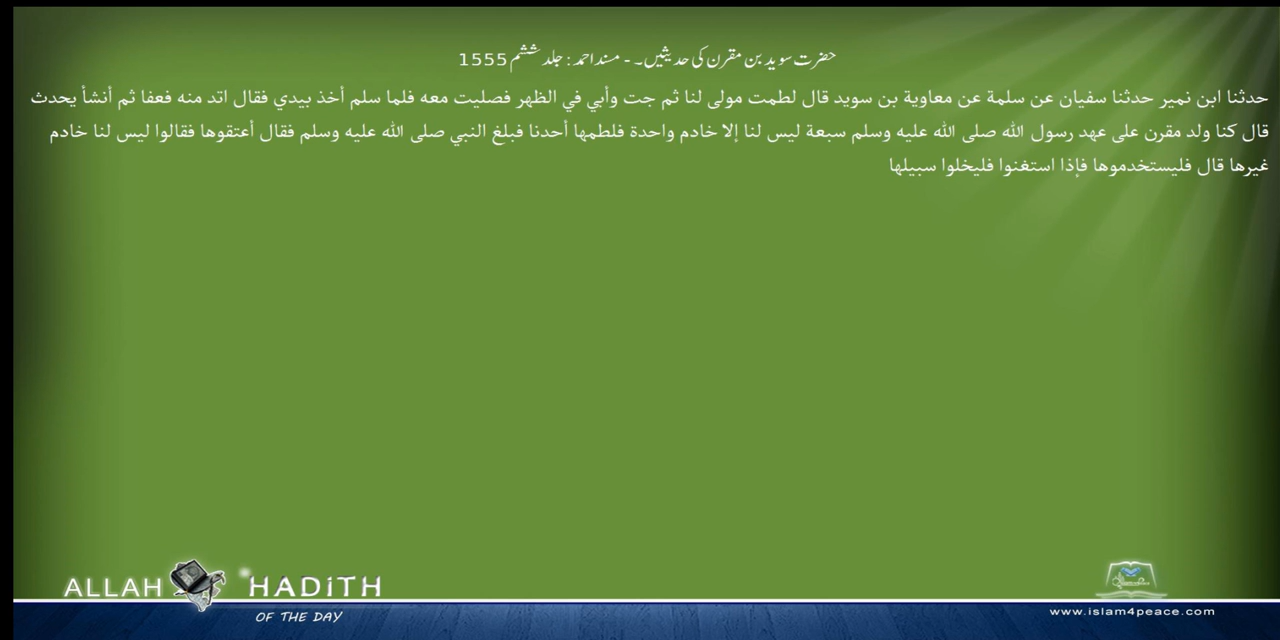 حضرت سوید بن مقرن کی حدیثیں۔ - مسند احمد : جلد ششم 1555
حدثنا ابن نمير حدثنا سفيان عن سلمة عن معاوية بن سويد قال لطمت مولى لنا ثم جت وأبي في الظهر فصليت معه فلما سلم أخذ بيدي فقال اتد منه فعفا ثم أنشأ يحدث
قال كنا ولد مقرن على عهد رسول الله صلى الله عليه وسلم سبعة ليس لنا إلا خادم واحدة فلطمها أحدنا فبلغ النبي صلى الله عليه وسلم فقال أعتقوها فقالوا ليس لنا خادم
غيرها قال فليستخدموها فإذا استغنوا فليخلوا سبيلها
ALLAH HADiTH
OF THE DAY
www.islam4peace.com